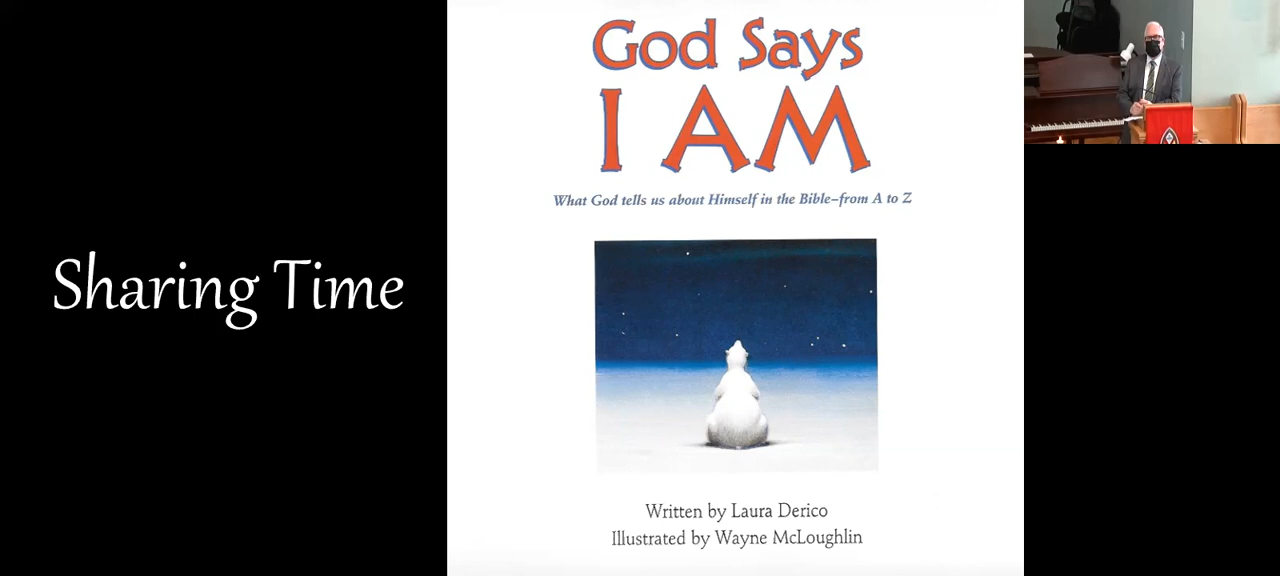 Sharing Time
God Says
I AM
What God tells us about Himself in the Bible–from A to Z
Written by Laura Derico
Illustrated by Wayne McLoughlin